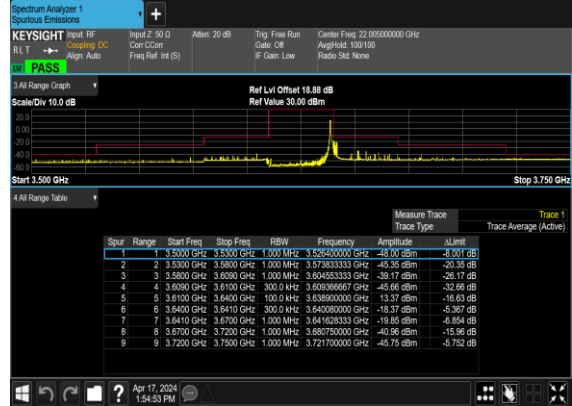 Spectrum Analyzer 1
Spurious Emissions
+
KEYSIGHT Input: RF Input Z: 50 Ω Atten: 20 dB Trig: Free Run Center Freq: 22.005000000 GHz
RLT Coupling: DC Corr CCorr Gate: Off Avg|Hold: 100/100
Align: Auto Freq Ref: Int (S) IF Gain: Low Radio Std: None
PASS
3 All Range Graph
Ref Lvl Offset 18.88 dB
Scale/Div 10.0 dB Ref Value 30.00 dBm
20.0
0.00
-20.0
-40.0
-60.0
Start 3.500 GHz Stop 3.750 GHz
4 All Range Table
Measure Trace Trace 1
Trace Type Trace Average (Active)
Spur Range Start Freq Stop Freq RBW Frequency Amplitude ΔLimit
1 1 3.5000 GHz 3.5300 GHz 1.000 MHz 3.526400000 GHz -48.00 dBm -8.001 dB
2 2 3.5300 GHz 3.5800 GHz 1.000 MHz 3.573833333 GHz -45.35 dBm -20.35 dB
3 3 3.5800 GHz 3.6090 GHz 1.000 MHz 3.604553333 GHz -39.17 dBm -26.17 dB
4 4 3.6090 GHz 3.6100 GHz 300.0 kHz 3.609366667 GHz -45.66 dBm -32.66 dB
5 5 3.6100 GHz 3.6400 GHz 100.0 kHz 3.638900000 GHz 13.37 dBm -16.63 dB
6 6 3.6400 GHz 3.6410 GHz 300.0 kHz 3.640080000 GHz -18.37 dBm -5.367 dB
7 7 3.6410 GHz 3.6700 GHz 1.000 MHz 3.641628333 GHz -19.85 dBm -6.854 dB
8 8 3.6700 GHz 3.7200 GHz 1.000 MHz 3.680750000 GHz -40.96 dBm -15.96 dB
9 9 3.7200 GHz 3.7500 GHz 1.000 MHz 3.721700000 GHz -45.75 dBm -5.752 dB
? Apr 17, 2024
1:54:53 PM